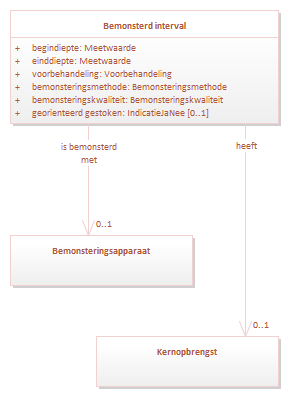 Bemonsterd interval
+ begindiepte: Meetwaarde
+ einddiepte: Meetwaarde
+ voorbehandeling: Voorbehandeling
+ bemonsteringsmethode: Bemonsteringsmethode
+ bemonsteringskwaliteit: Bemonsteringskwaliteit
+ georienteerd gestoken: IndicatieJaNee [0..1]
is bemonsterd
met
heeft
0..1
Bemonsteringsapparaat
0..1
Kernopbrengst